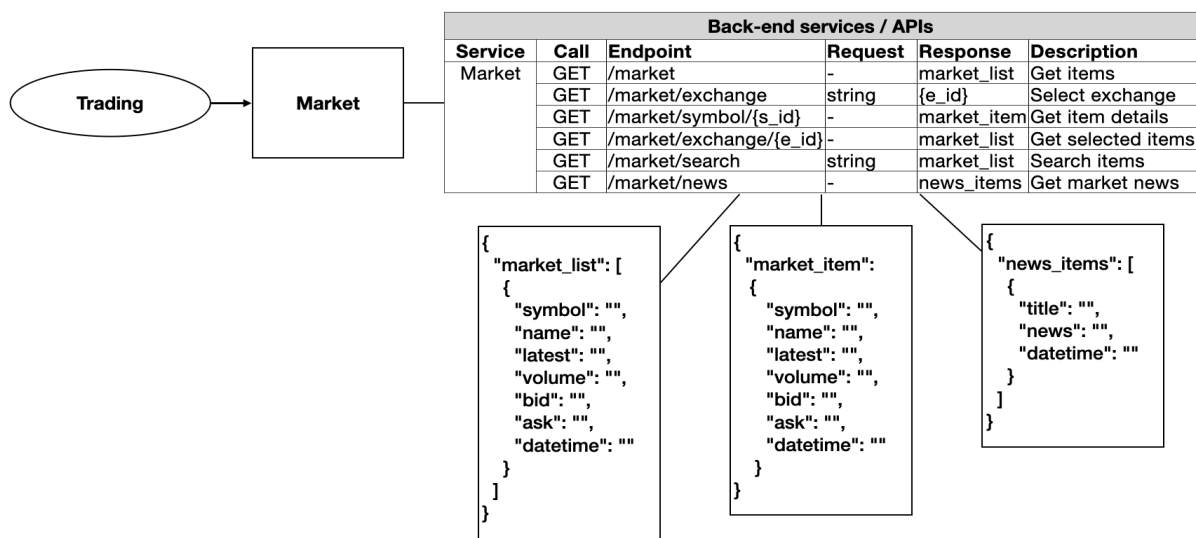 Trading
Market
Back-end services / APIs
Service Call Endpoint Request Response Description
Market GET /market - market_list Get items
GET /market/exchange string {e_id} Select exchange
GET /market/symbol/{s_id} - market_item Get item details
GET /market/exchange/{e_id} - market_list Get selected items
GET /market/search string market_list Search items
GET /market/news - news_items Get market news
{
"market_list": [
{
"symbol": "",
"name": "",
"latest": "",
"volume": "",
"bid": "",
"ask": "",
"datetime": ""
}
]
}
{
"market_item":
{
"symbol": "",
"name": "",
"latest": "",
"volume": "",
"bid": "",
"ask": "",
"datetime": ""
}
}
{
"news_items": [
{
"title": "",
"news": "",
"datetime": ""
}
]
}